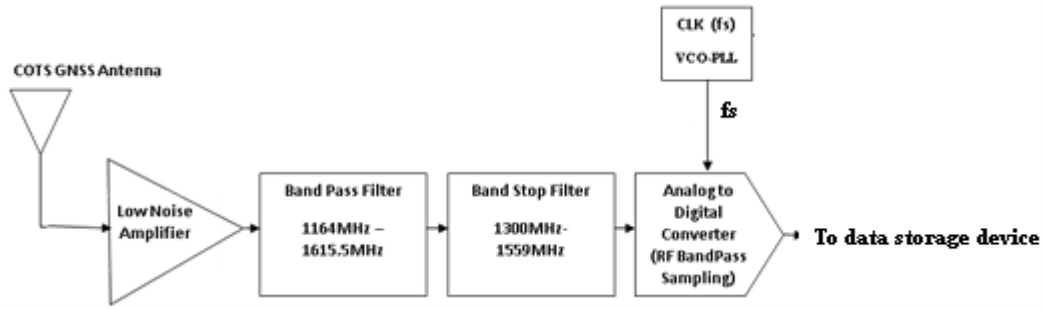 CLK (fs)
VCO-PLL
COTS GNSS Antenna
fs
Low Noise
Amplifier
Band Pass Filter
1164MHz –
1615.5MHz
Band Stop Filter
1300MHz-
1559MHz
Analog to
Digital
Converter
(RF BandPass
Sampling)
To data storage device